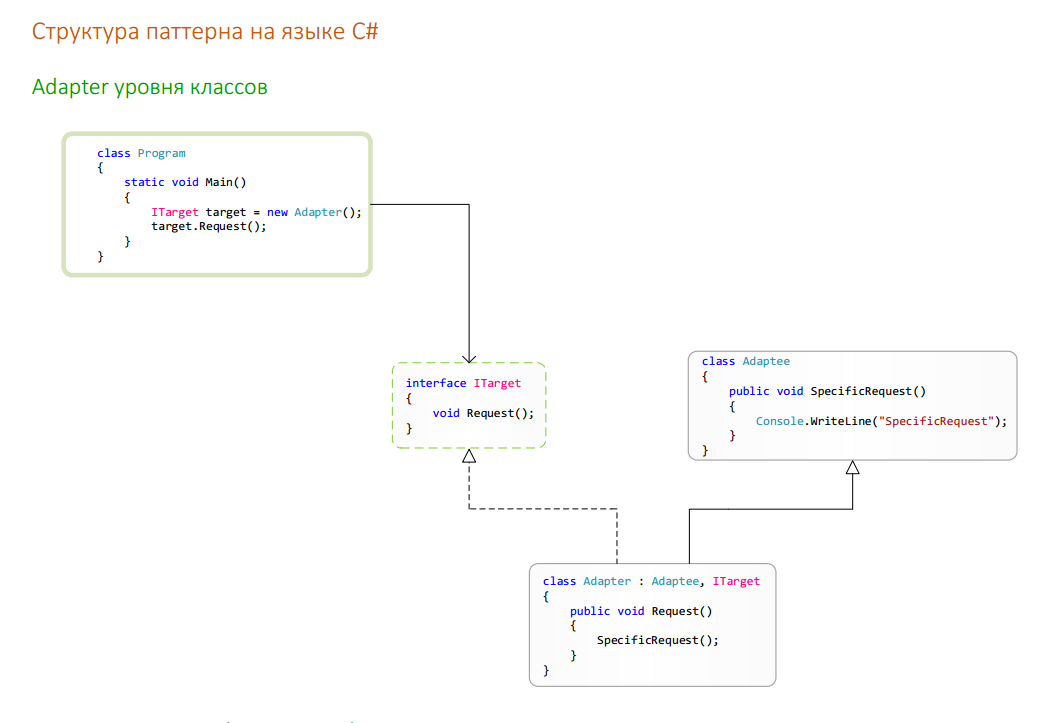 Структура паттерна на языке C#
Adapter уровня классов
class Program
{
    static void Main()
    {
        ITarget target = new Adapter();
        target.Request();
    }
}
interface ITarget
{
    void Request();
}
class Adaptee
{
    public void SpecificRequest()
    {
        Console.WriteLine("SpecificRequest");
    }
}
class Adapter : Adaptee, ITarget
{
    public void Request()
    {
        SpecificRequest();
    }
}